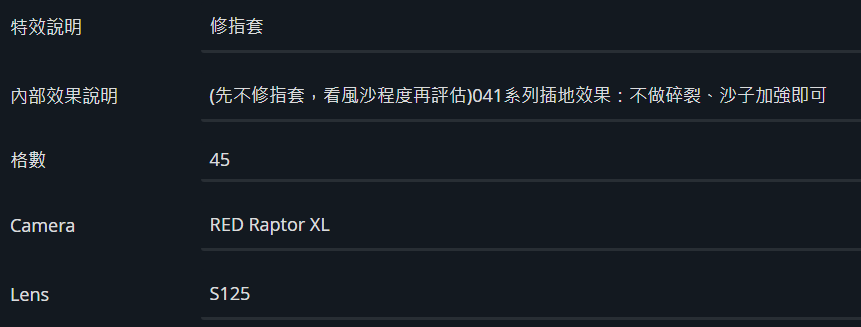 特效說明 修指套
內部效果說明 (先不修指套，看風沙程度再評估)041系列插地效果：不做碎裂、沙子加強即可
格數 45
Camera RED Raptor XL
Lens S125